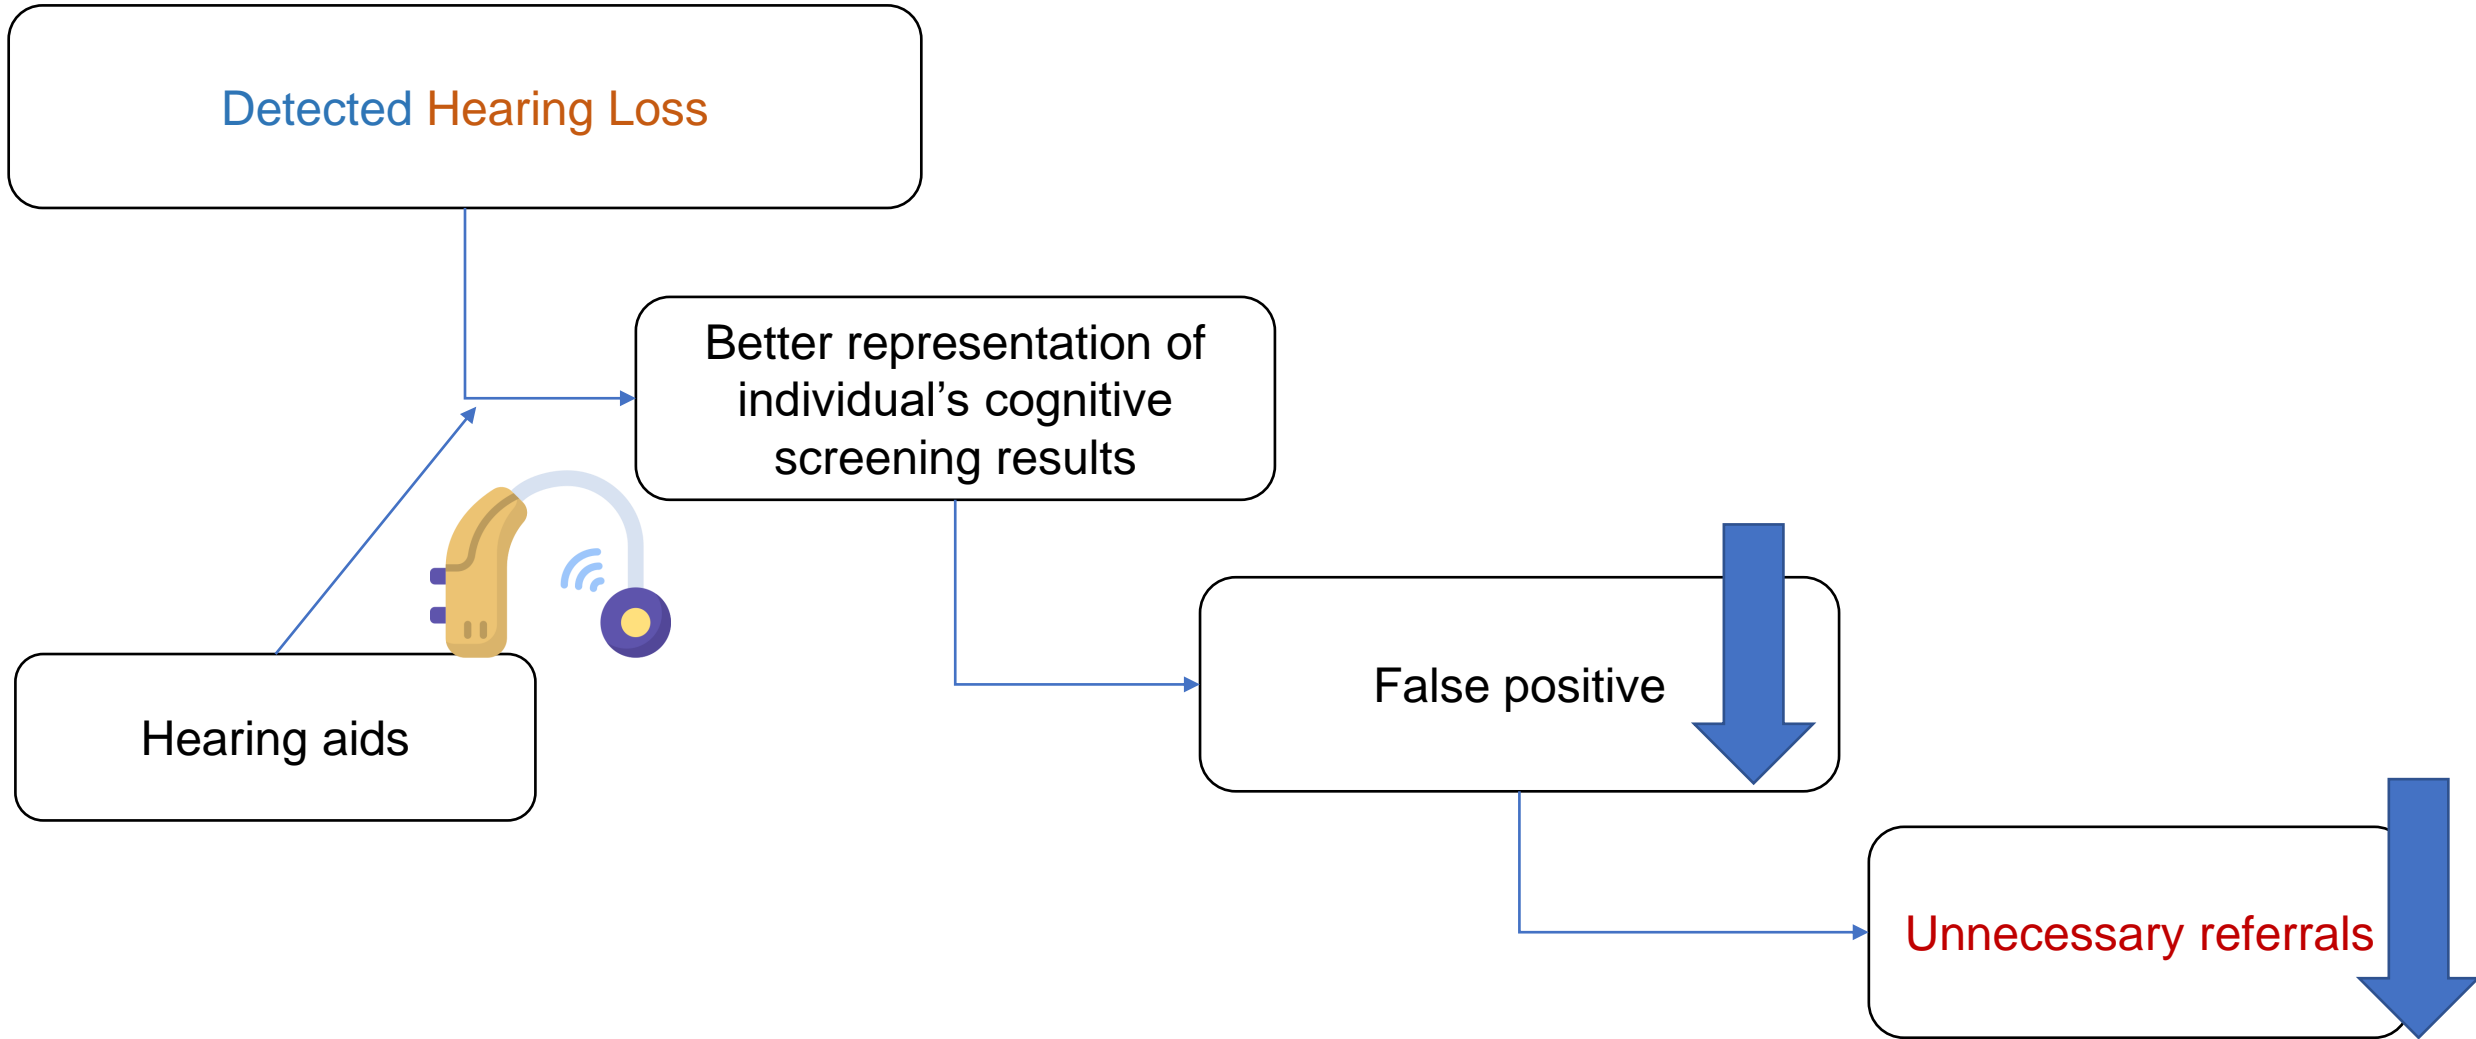 Detected Hearing Loss
Better representation of
individual’s cognitive
screening results
False positive
Hearing aids
Unnecessary referrals